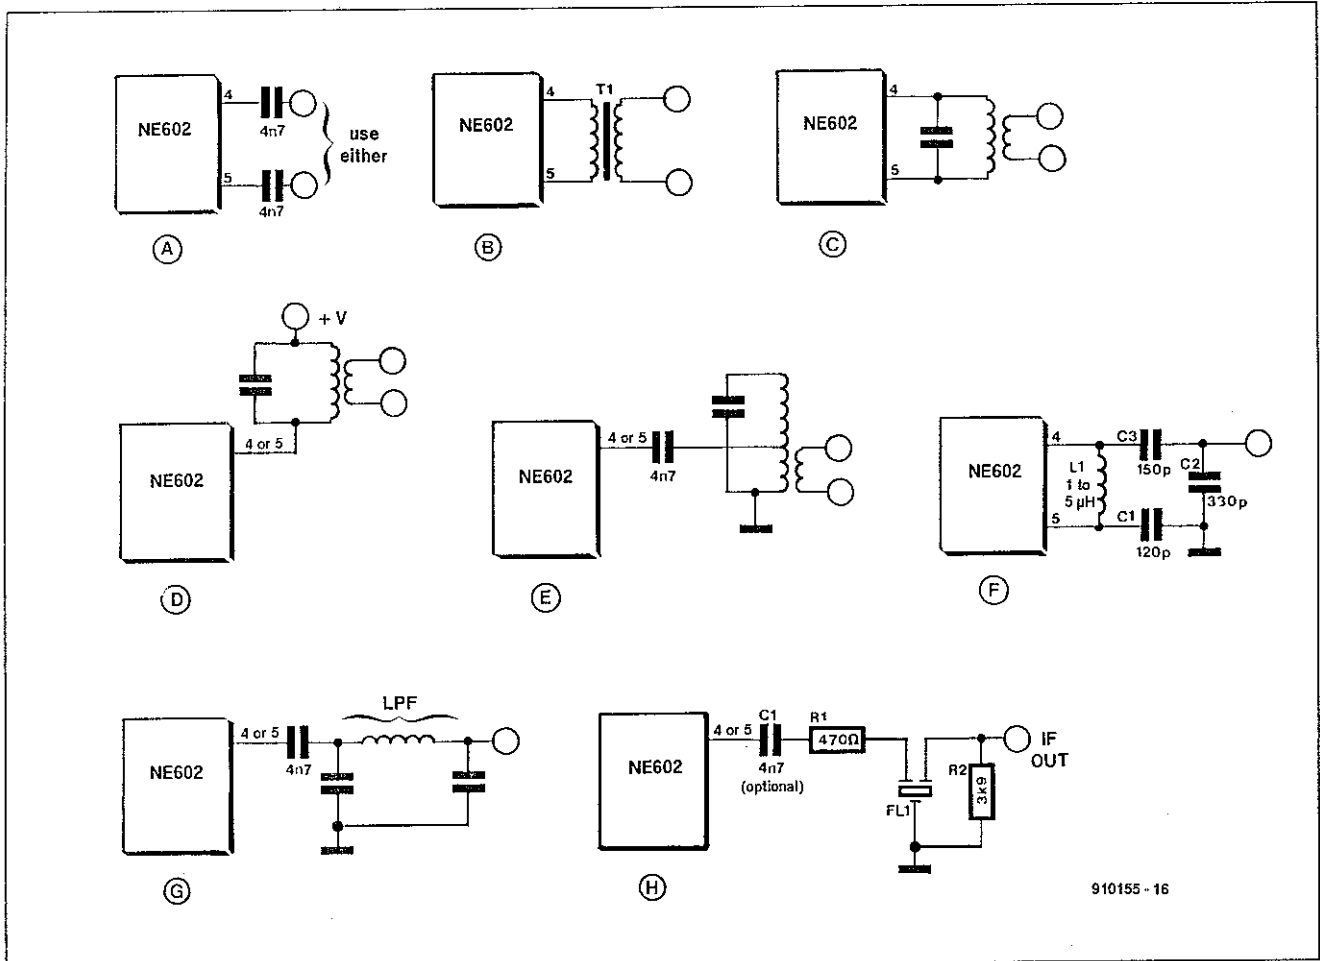 NE602
4
4n7
5
4n7
use
either
A
NE602
4
5
T1
B
NE602
4
5
C
+ V
NE602
4 or 5
D
NE602
4 or 5
4n7
E
NE602
4
5
L1
1 to
5 µH
C3
150p
C2
330p
C1
120p
F
NE602
4 or 5
4n7
LPF
G
NE602
4 or 5
C1
4n7
(optional)
R1
470Ω
FL1
R2
3k9
IF
OUT
H
910155 - 16